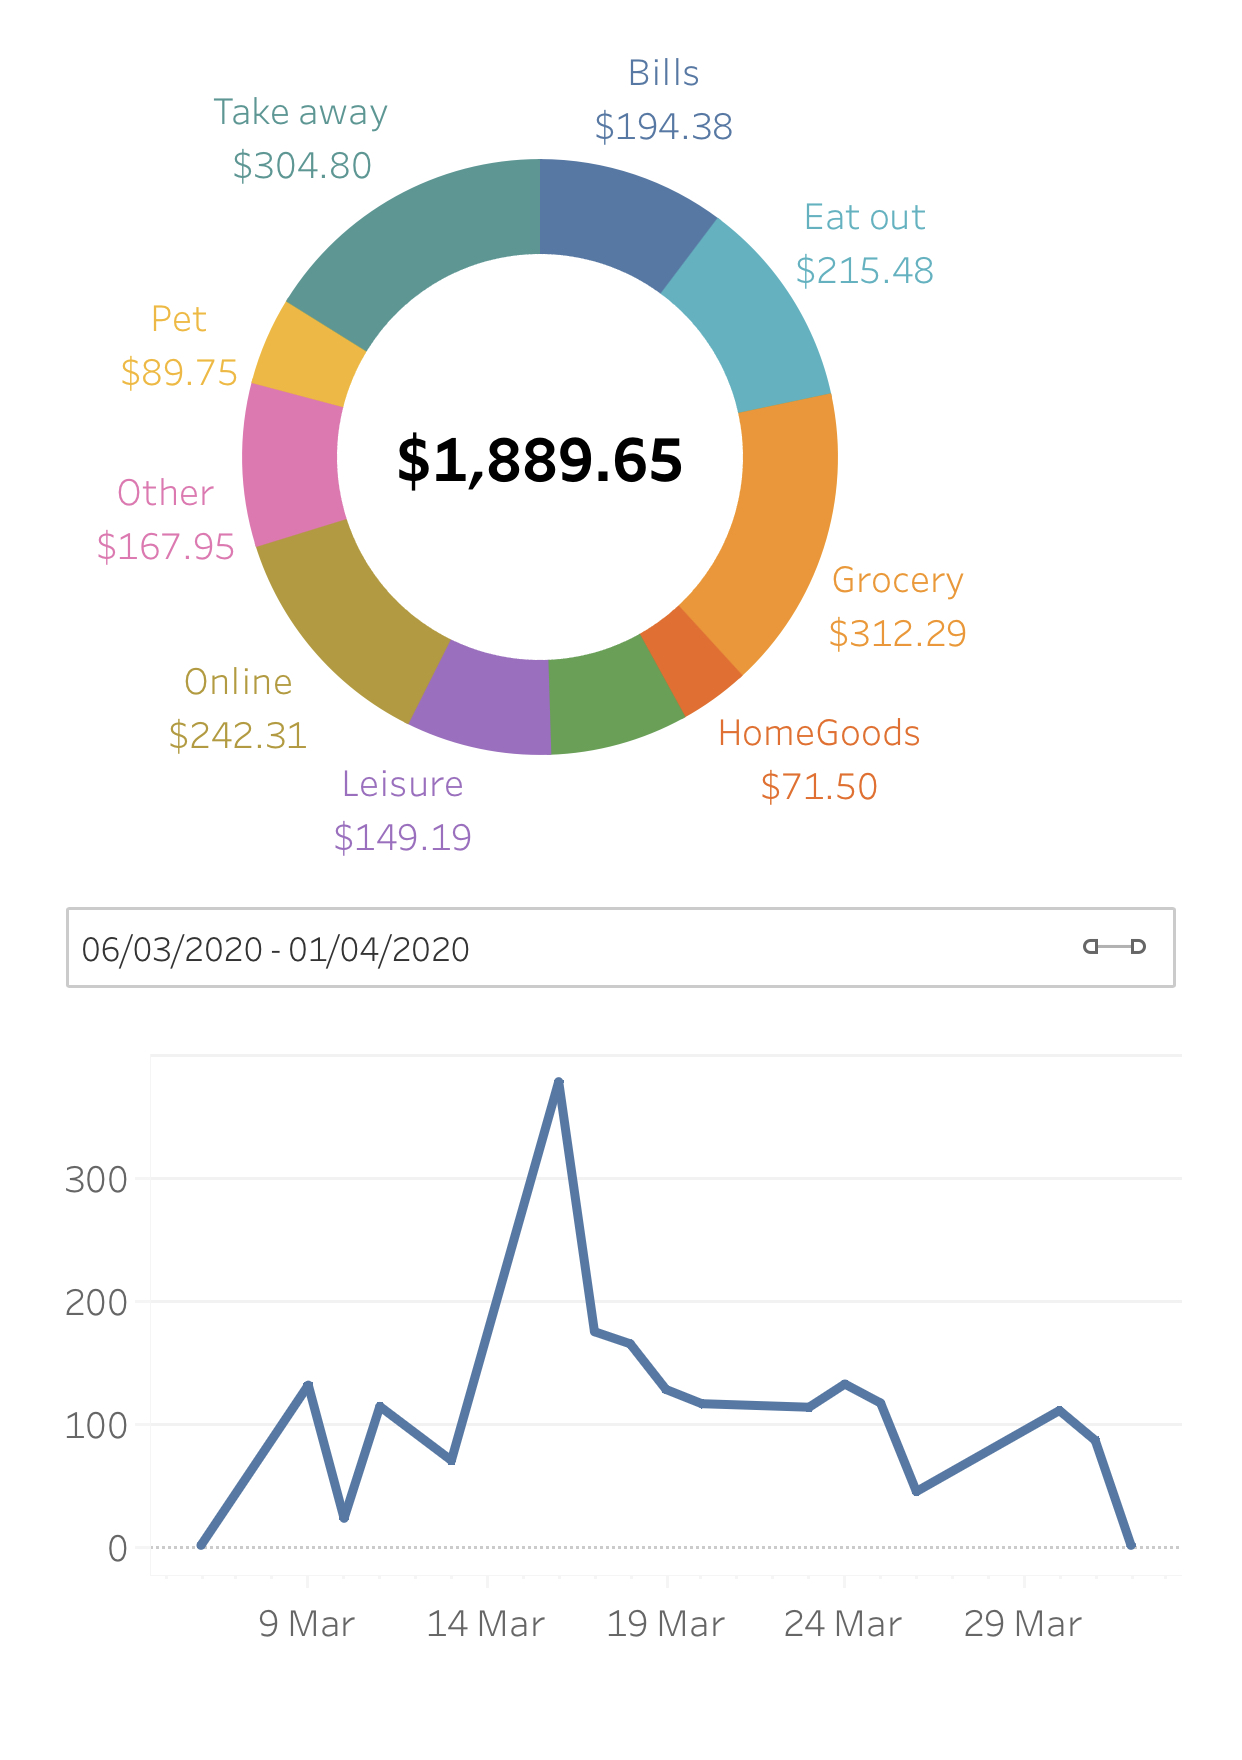 Bills
$194.38
Take away
$304.80
Eat out
$215.48
Pet
$89.75
$1,889.65
Other
$167.95
Grocery
$312.29
Online
$242.31
HomeGoods
$71.50
Leisure
$149.19
06/03/2020 - 01/04/2020
300
200
100
0
9 Mar 14 Mar 19 Mar 24 Mar 29 Mar